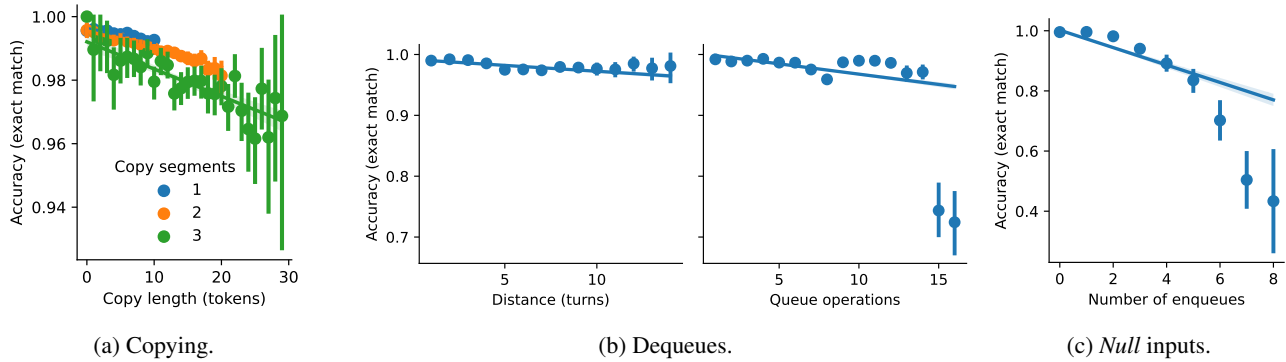 Accuracy (exact match)
1.00
0.98
0.96
0.94
Copy segments
1
2
3
0 10 20 30
Copy length (tokens)
(a) Copying.
Accuracy (exact match)
1.0
0.9
0.8
0.7
5 10
Distance (turns)
5 10 15
Queue operations
(b) Dequeues.
Accuracy (exact match)
1.0
0.8
0.6
0.4
0 2 4 6 8
Number of enqueues
(c) Null inputs.